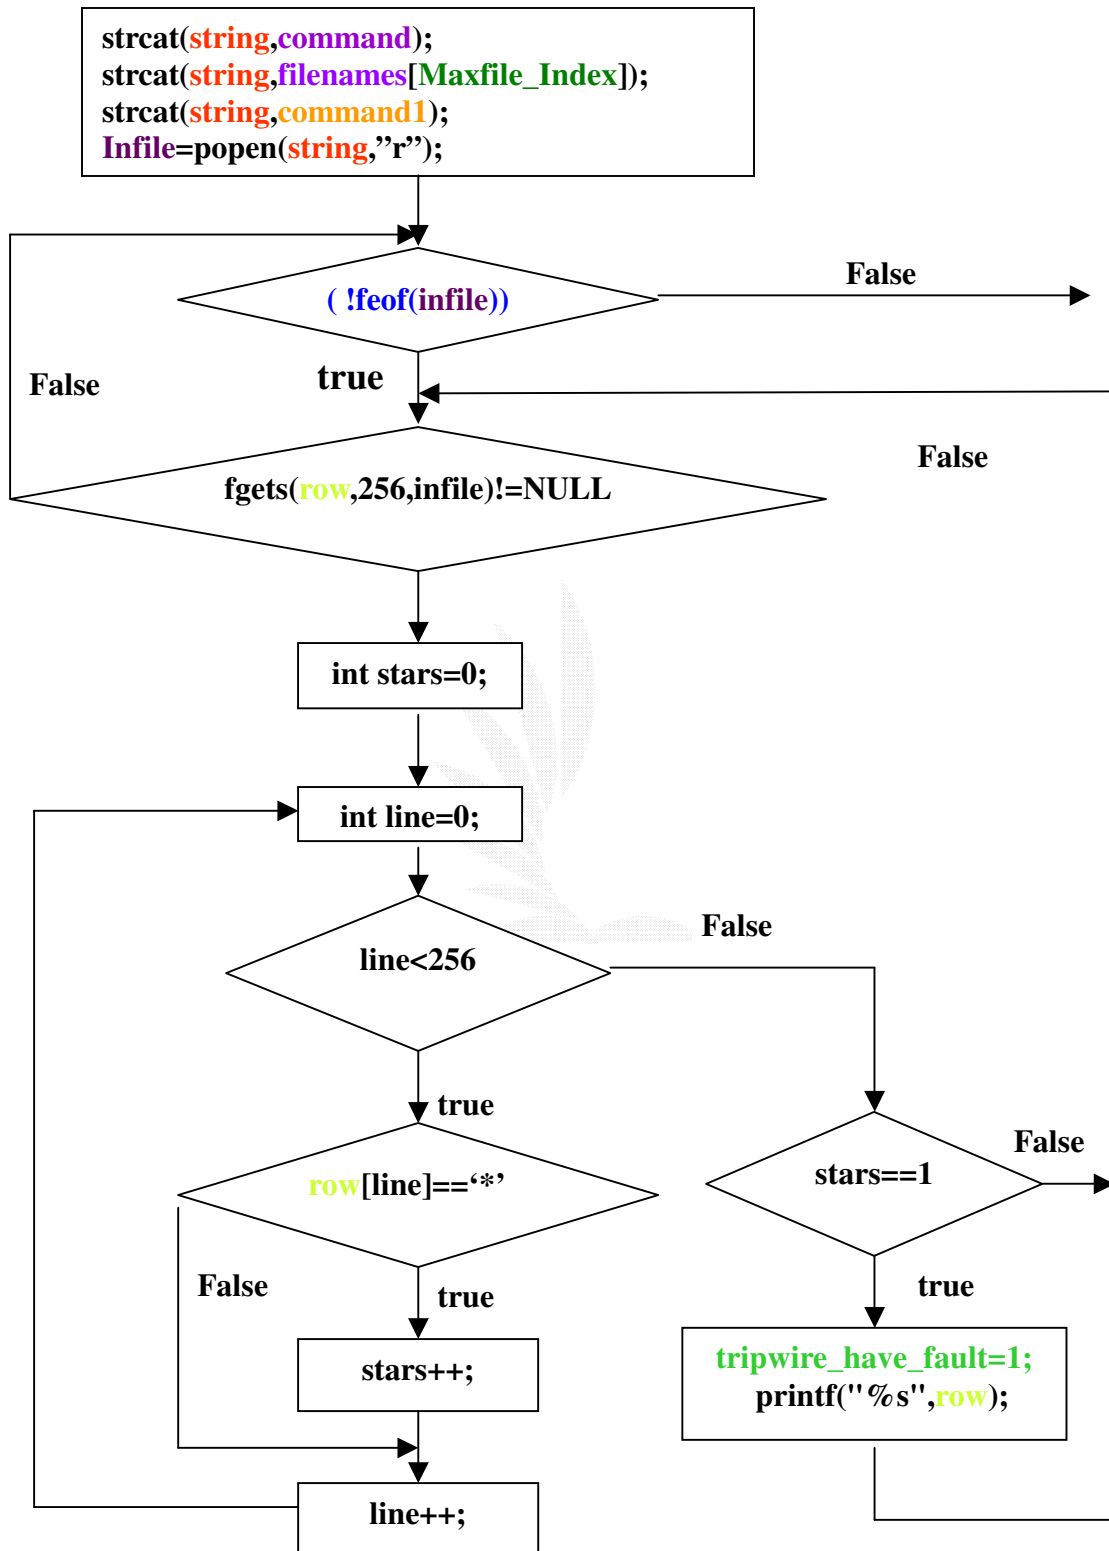 strcat(string,command);
strcat(string,filenames[Maxfile_Index]);
strcat(string,command1);
Infile=popen(string,”r”);
( !feof(infile))
False
true
False
False
fgets(row,256,infile)!=NULL
int stars=0;
int line=0;
line<256
False
true
row[line]==‘*’
stars==1
False
False
true
true
stars++;
tripwire_have_fault=1;
printf("%s",row);
line++;